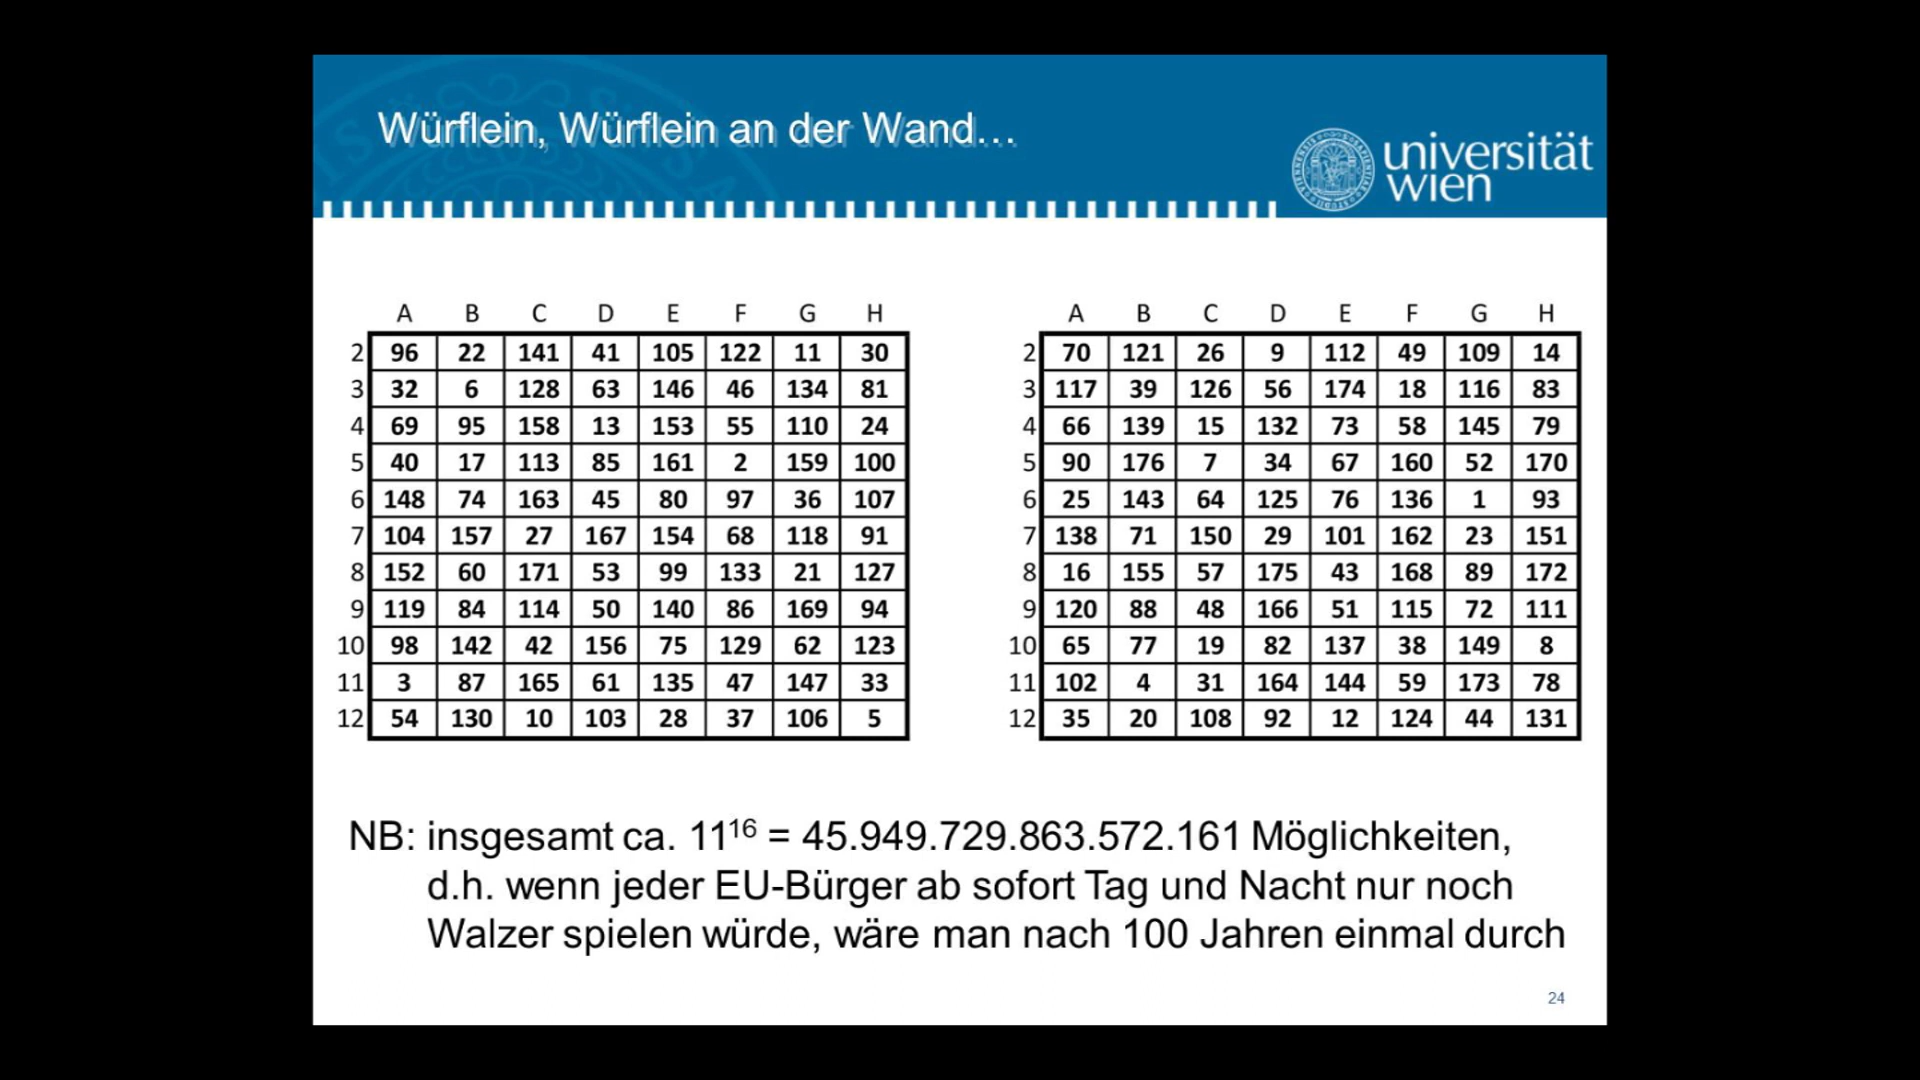 Würflein, Würflein an der Wand…
universität
wien
A B C D E F G H
2 96 22 141 41 105 122 11 30
3 32 6 128 63 146 46 134 81
4 69 95 158 13 153 55 110 24
5 40 17 113 85 161 2 159 100
6 148 74 163 45 80 97 36 107
7 104 157 27 167 154 68 118 91
8 152 60 171 53 99 133 21 127
9 119 84 114 50 140 86 169 94
10 98 142 42 156 75 129 62 123
11 3 87 165 61 135 47 147 33
12 54 130 10 103 28 37 106 5
A B C D E F G H
2 70 121 26 9 112 49 109 14
3 117 39 126 56 174 18 116 83
4 66 139 15 132 73 58 145 79
5 90 176 7 34 67 160 52 170
6 25 143 64 125 76 136 1 93
7 138 71 150 29 101 162 23 151
8 16 155 57 175 43 168 89 172
9 120 88 48 166 51 115 72 111
10 65 77 19 82 137 38 149 8
11 102 4 31 164 144 59 173 78
12 35 20 108 92 12 124 44 131
NB: insgesamt ca. 11¹⁶ = 45.949.729.863.572.161 Möglichkeiten,
d.h. wenn jeder EU-Bürger ab sofort Tag und Nacht nur noch
Walzer spielen würde, wäre man nach 100 Jahren einmal durch
24